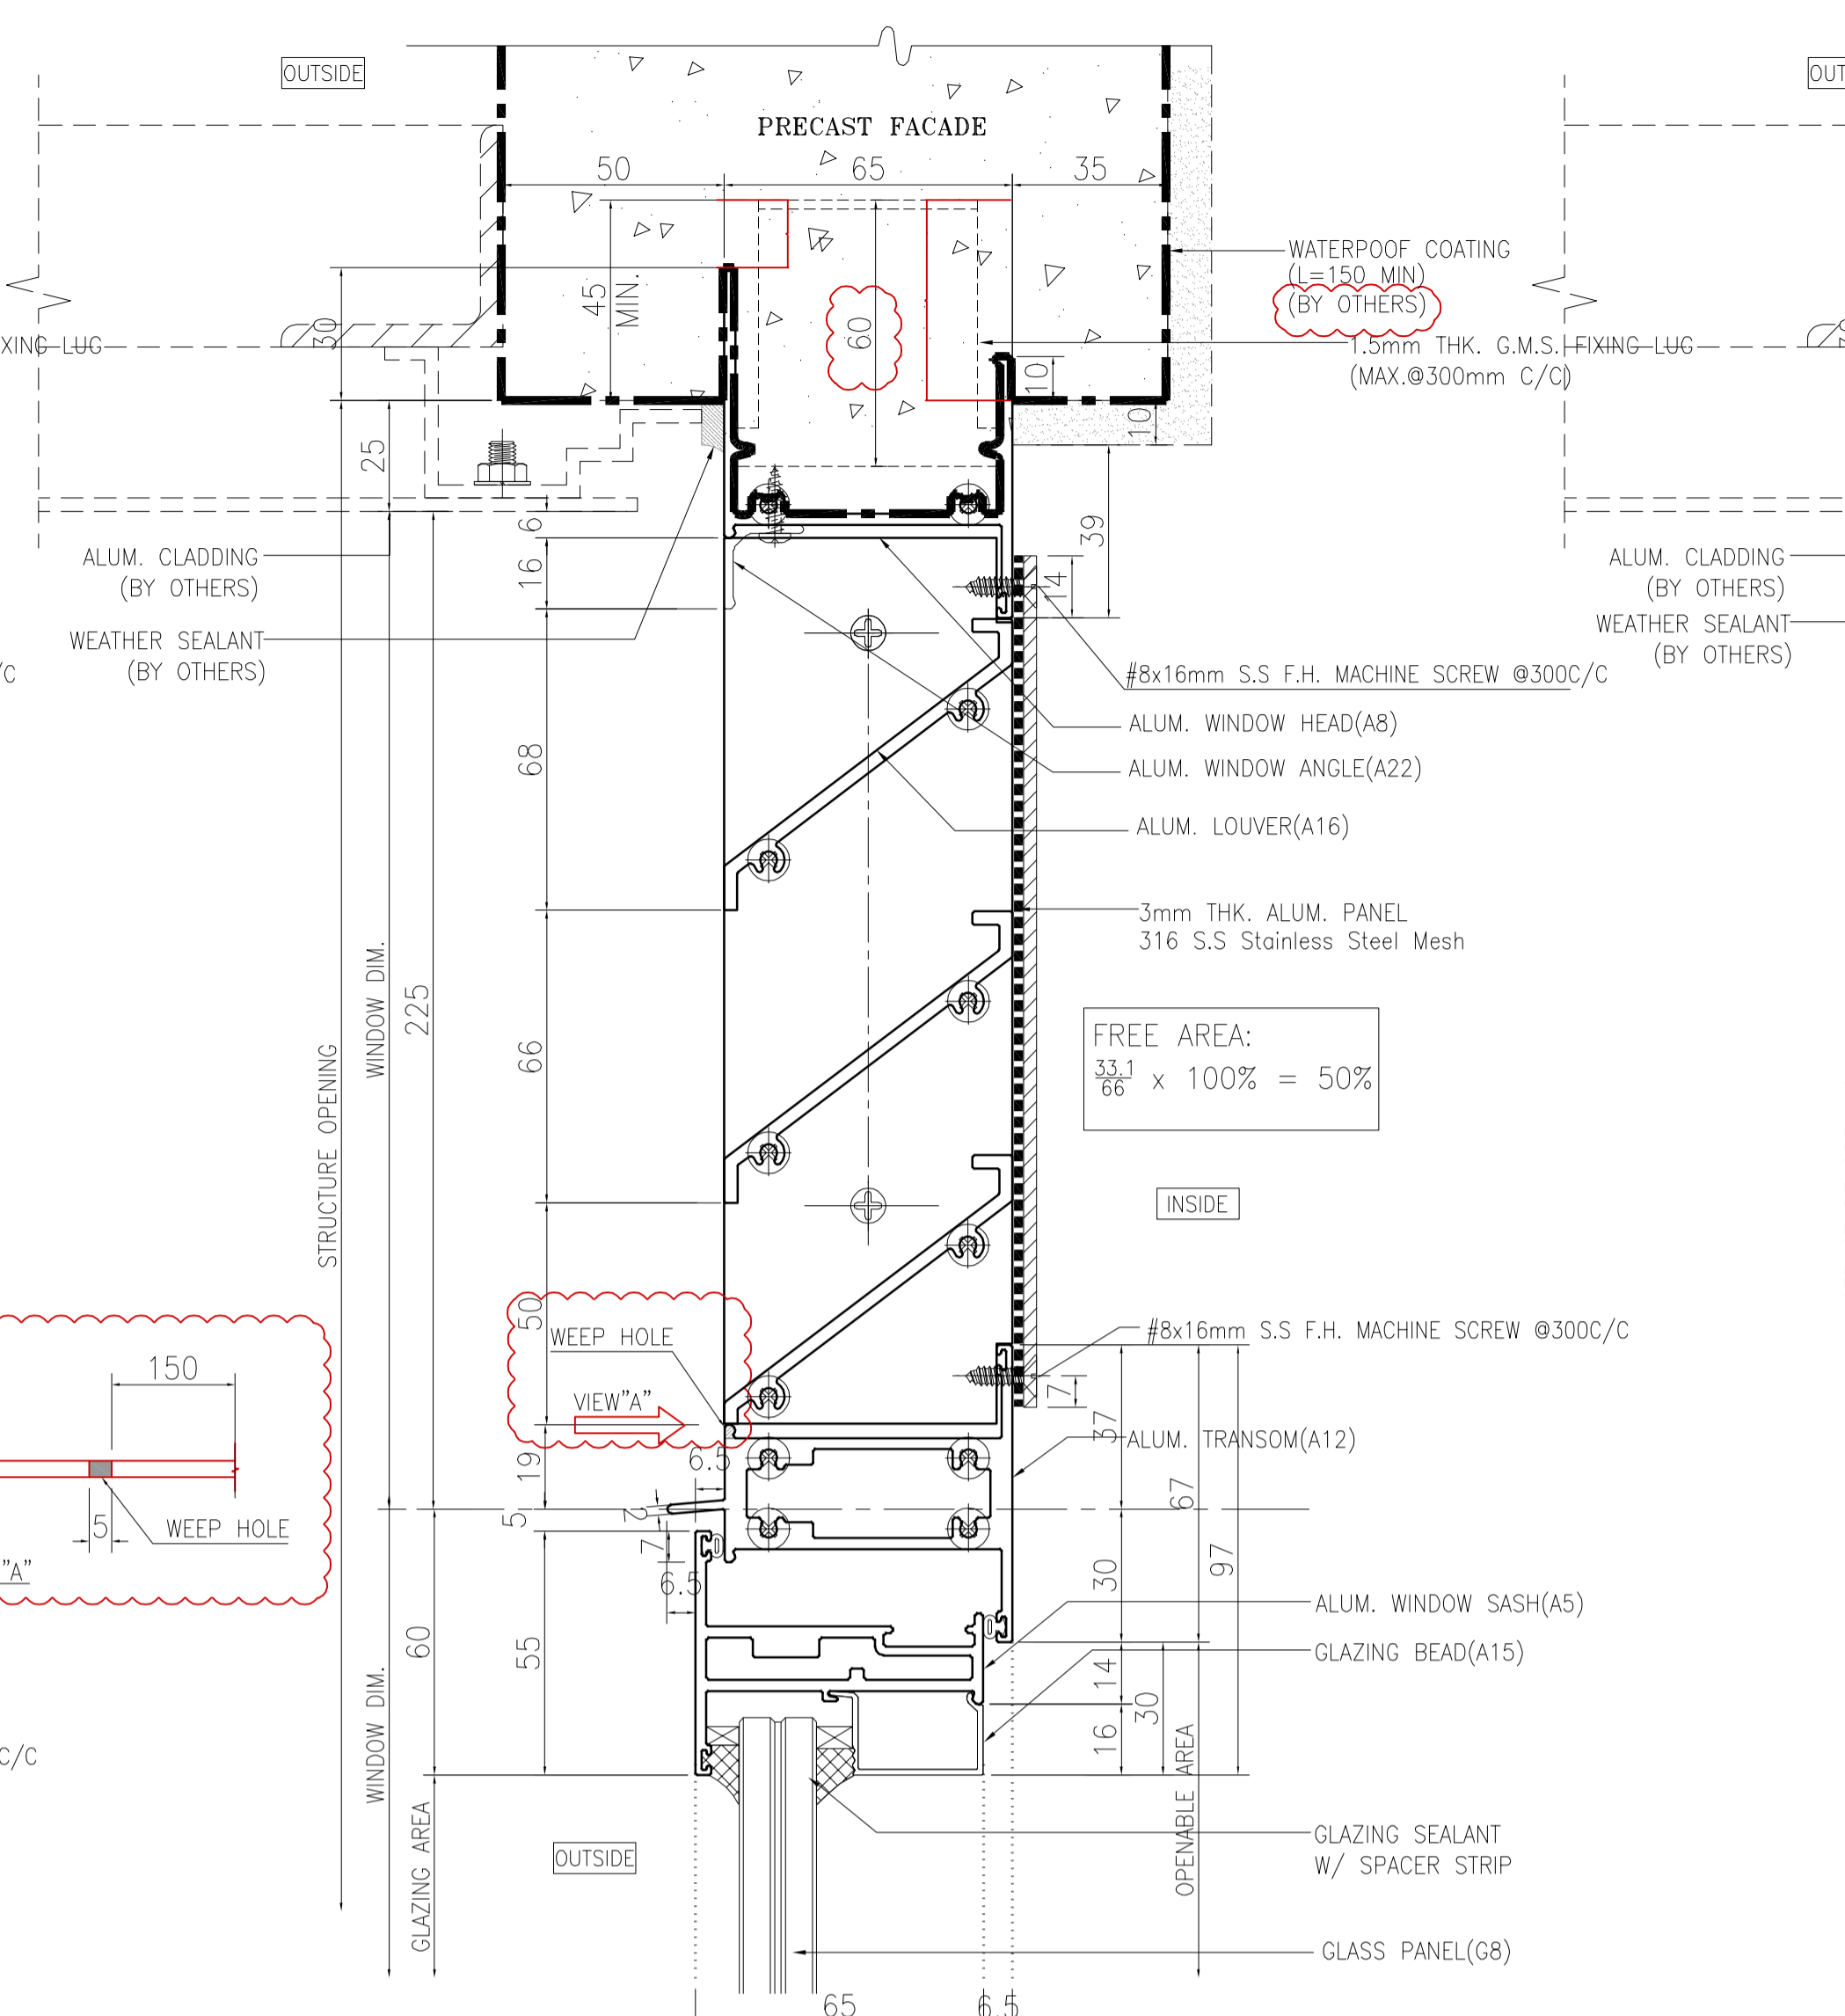 OUTSIDE
PRECAST FACADE
50
65
35
45
MIN.
60
30
10
10
WATERPOOF COATING
(L=150 MIN)
(BY OTHERS)
1.5mm THK. G.M.S. FIXING LUG
(MAX.@300mm C/C)
XING LUG
25
6
16
39
14
ALUM. CLADDING
(BY OTHERS)
WEATHER SEALANT
(BY OTHERS)
/C
#8x16mm S.S F.H. MACHINE SCREW @300C/C
ALUM. WINDOW HEAD(A8)
ALUM. WINDOW ANGLE(A22)
ALUM. LOUVER(A16)
68
3mm THK. ALUM. PANEL
316 S.S Stainless Steel Mesh
WINDOW DIM.
225
66
STRUCTURE OPENING
FREE AREA:
33.1
66
x 100% = 50%
INSIDE
50
WEEP HOLE
VIEW"A"
#8x16mm S.S F.H. MACHINE SCREW @300C/C
7
37
ALUM. TRANSOM(A12)
67
97
150
5
WEEP HOLE
"A"
19
6.5
2
5
7
6.5
30
ALUM. WINDOW SASH(A5)
GLAZING BEAD(A15)
60
55
14
30
16
C/C
WINDOW DIM.
GLAZING AREA
OUTSIDE
OPENABLE AREA
GLAZING SEALANT
W/ SPACER STRIP
GLASS PANEL(G8)
65
6.5
OUT
ALUM. CLADDING
(BY OTHERS)
WEATHER SEALANT
(BY OTHERS)